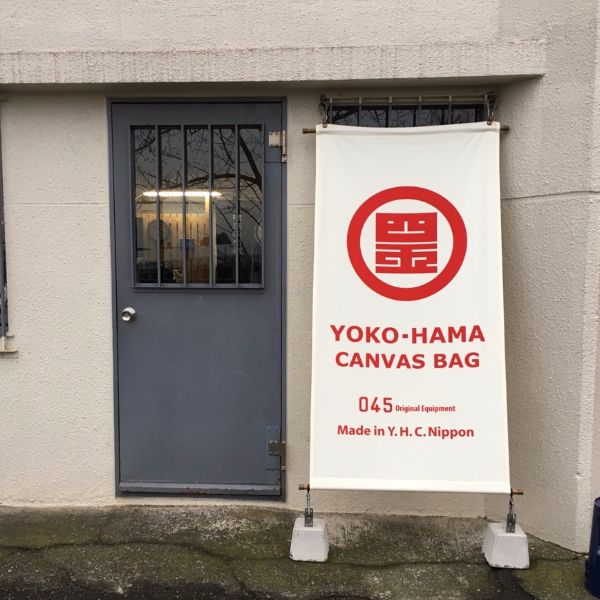 YOKO-HAMA
CANVAS BAG
045 Original Equipment
Made in Y. H. C. Nippon